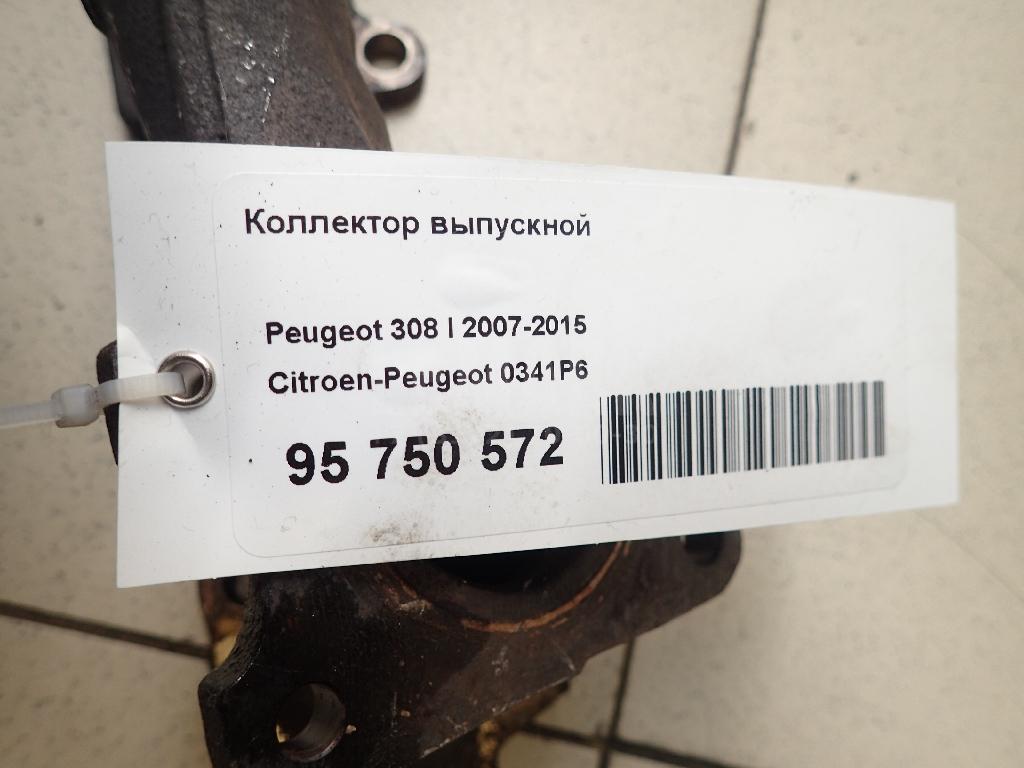 Коллектор выпускной
Peugeot 308 I 2007-2015
Citroen-Peugeot 0341P6
95 750 572